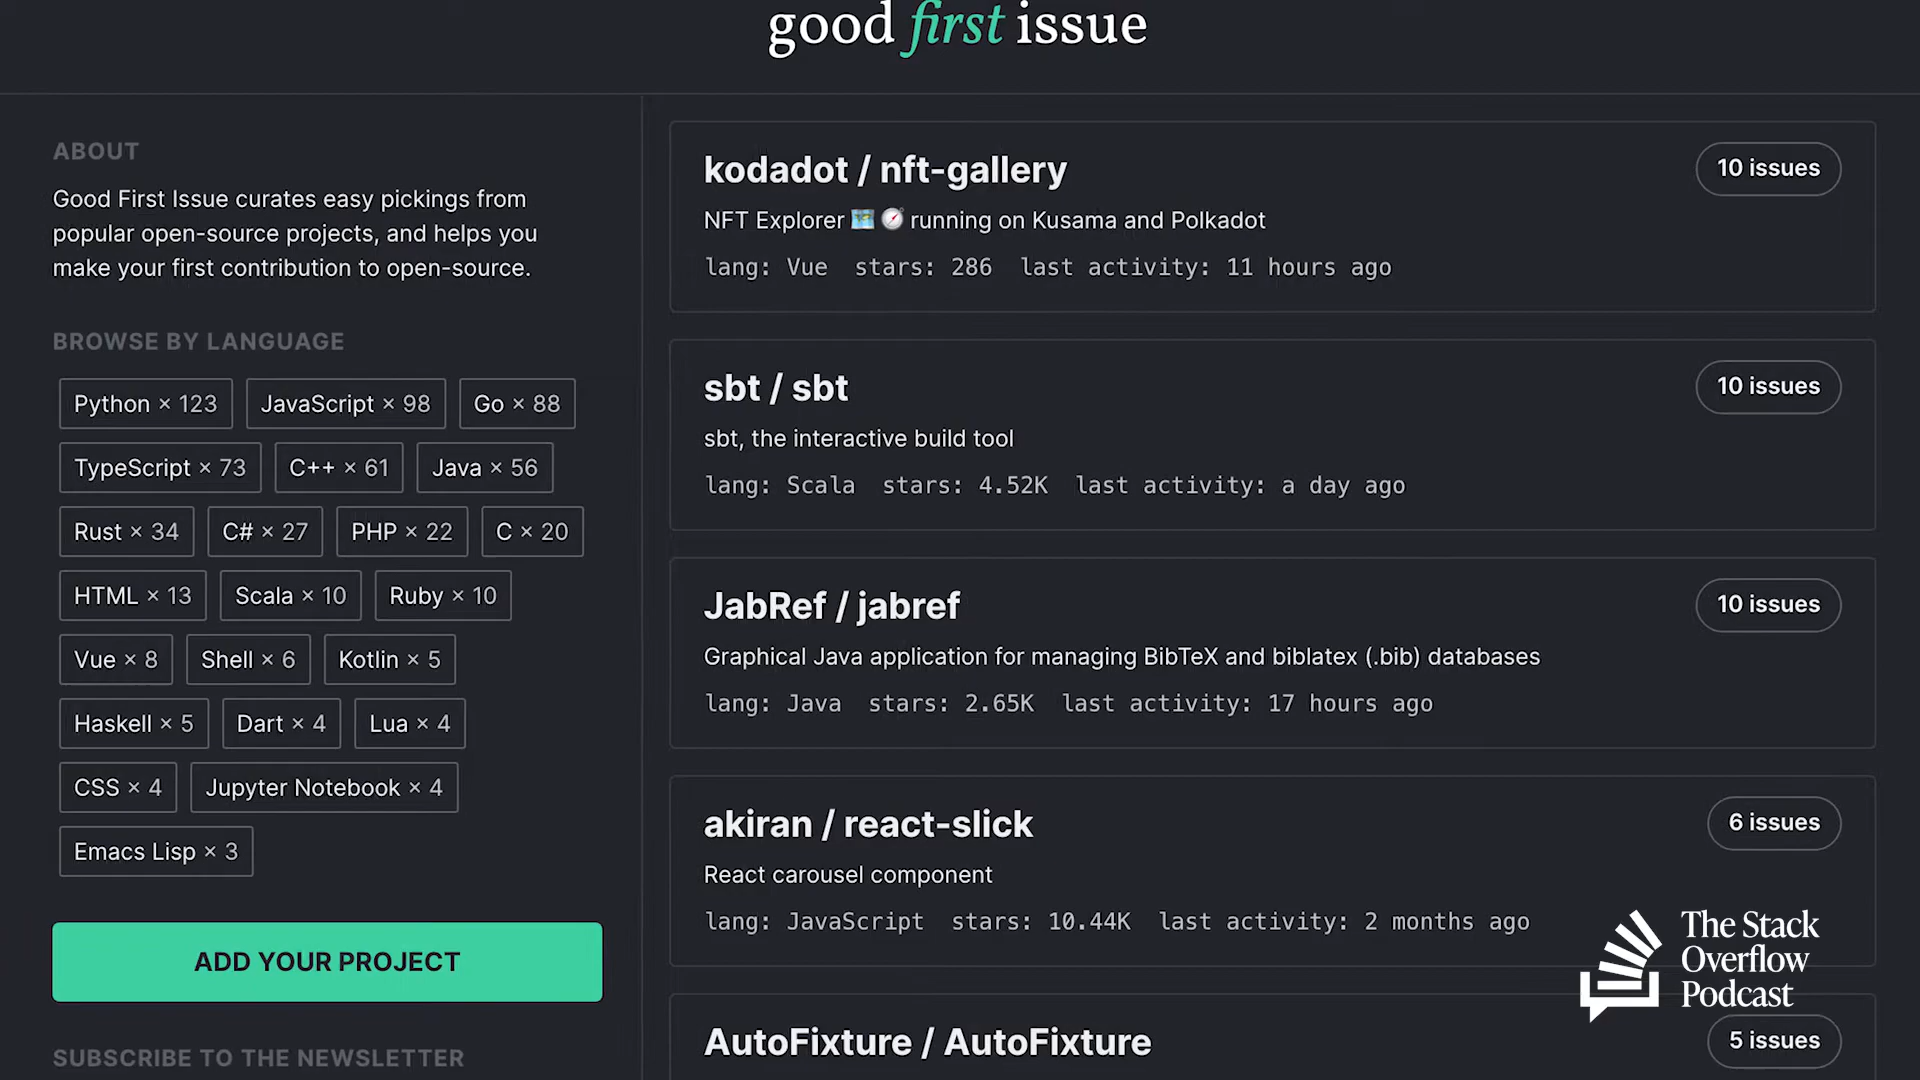 good first issue
ABOUT
Good First Issue curates easy pickings from
popular open-source projects, and helps you
make your first contribution to open-source.
BROWSE BY LANGUAGE
Python × 123 JavaScript × 98 Go × 88
TypeScript × 73 C++ × 61 Java × 56
Rust × 34 C# × 27 PHP × 22 C × 20
HTML × 13 Scala × 10 Ruby × 10
Vue × 8 Shell × 6 Kotlin × 5
Haskell × 5 Dart × 4 Lua × 4
CSS × 4 Jupyter Notebook × 4
Emacs Lisp × 3
ADD YOUR PROJECT
SUBSCRIBE TO THE NEWSLETTER
kodadot / nft-gallery 10 issues
NFT Explorer 🗺️🧭 running on Kusama and Polkadot
lang: Vue stars: 286 last activity: 11 hours ago
sbt / sbt 10 issues
sbt, the interactive build tool
lang: Scala stars: 4.52K last activity: a day ago
JabRef / jabref 10 issues
Graphical Java application for managing BibTeX and biblatex (.bib) databases
lang: Java stars: 2.65K last activity: 17 hours ago
akiran / react-slick 6 issues
React carousel component
lang: JavaScript stars: 10.44K last activity: 2 months ago
AutoFixture / AutoFixture 5 issues
The Stack
Overflow
Podcast